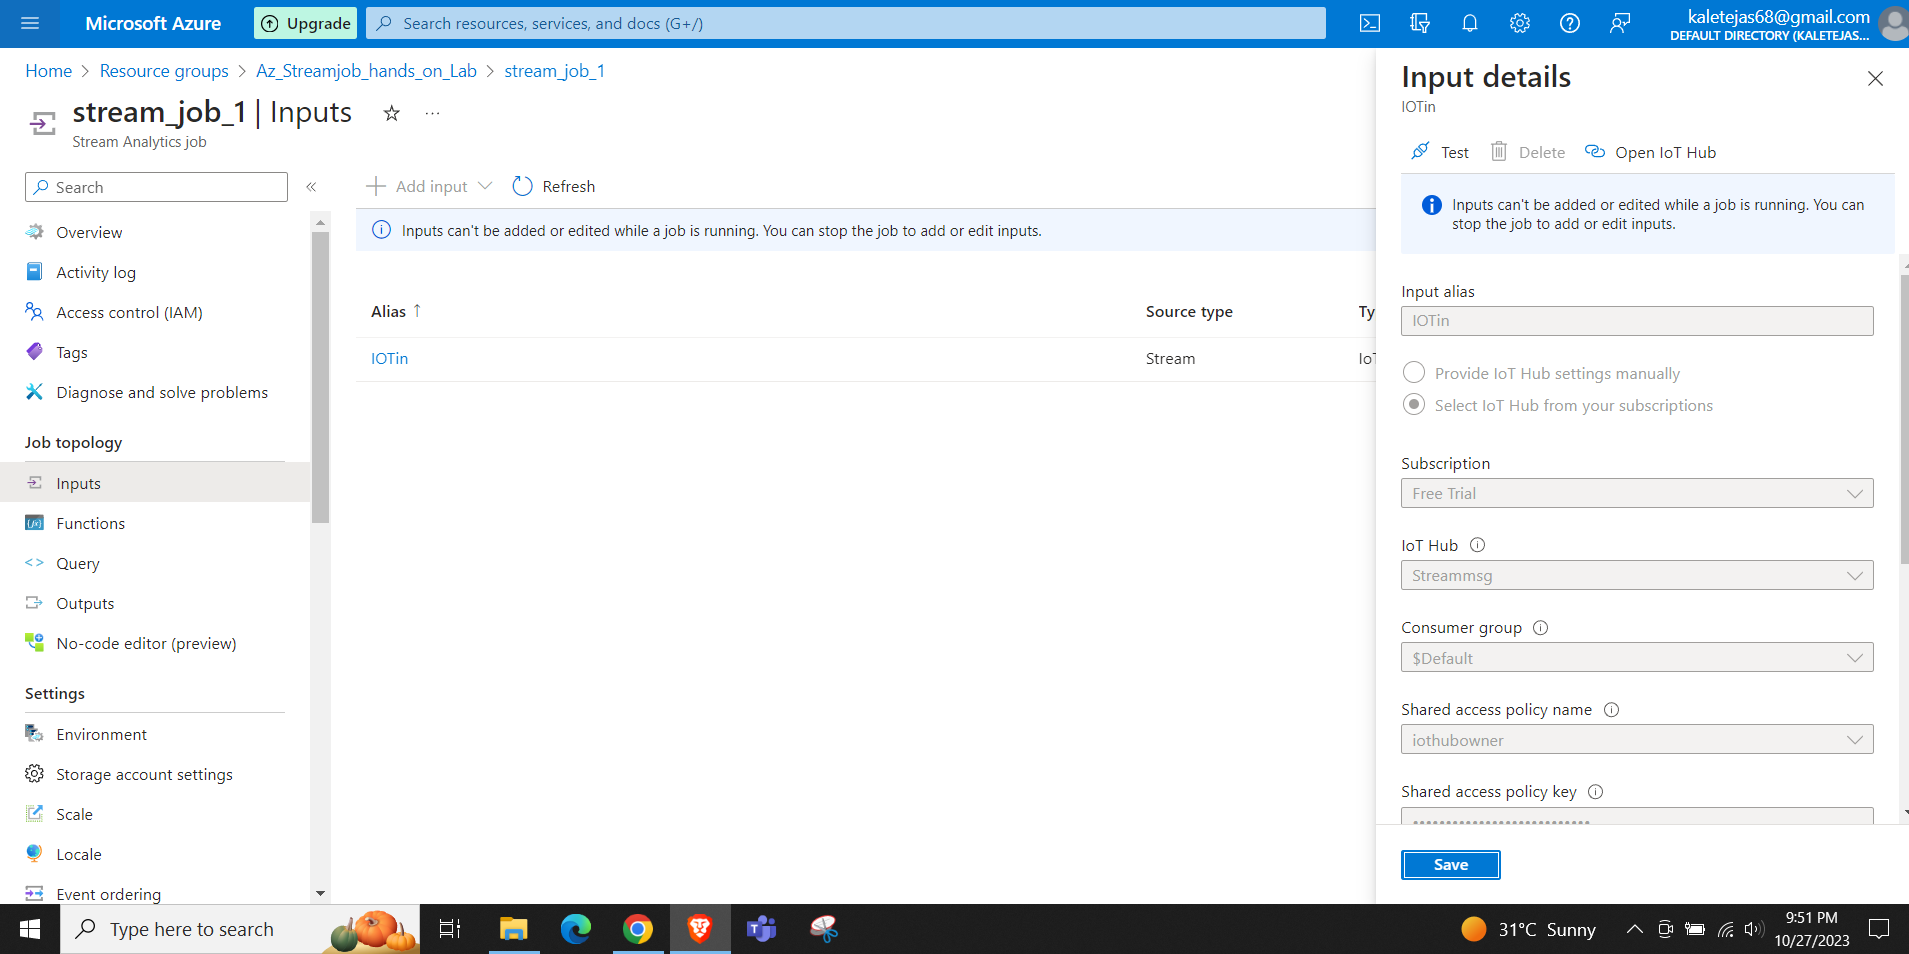 Microsoft Azure
Upgrade
Search resources, services, and docs (G+/)
kaletejas68@gmail.com
DEFAULT DIRECTORY (KALETEJAS...
Home > Resource groups > Az_Streamjob_hands_on_Lab > stream_job_1
stream_job_1 | Inputs
...
Stream Analytics job
Search
«
Overview
Activity log
Access control (IAM)
Tags
Diagnose and solve problems
Job topology
Inputs
Functions
Query
Outputs
No-code editor (preview)
Settings
Environment
Storage account settings
Scale
Locale
Event ordering
Add input
Refresh
Inputs can't be added or edited while a job is running. You can stop the job to add or edit inputs.
Alias ↑ Source type Ty
IOTin Stream IoT
Input details
IOTin
Test
Delete
Open IoT Hub
Inputs can't be added or edited while a job is running. You can
stop the job to add or edit inputs.
Input alias
IOTin
Provide IoT Hub settings manually
Select IoT Hub from your subscriptions
Subscription
Free Trial
IoT Hub
Streammsg
Consumer group
$Default
Shared access policy name
iothubowner
Shared access policy key
Save
Type here to search
31°C Sunny
9:51 PM
10/27/2023